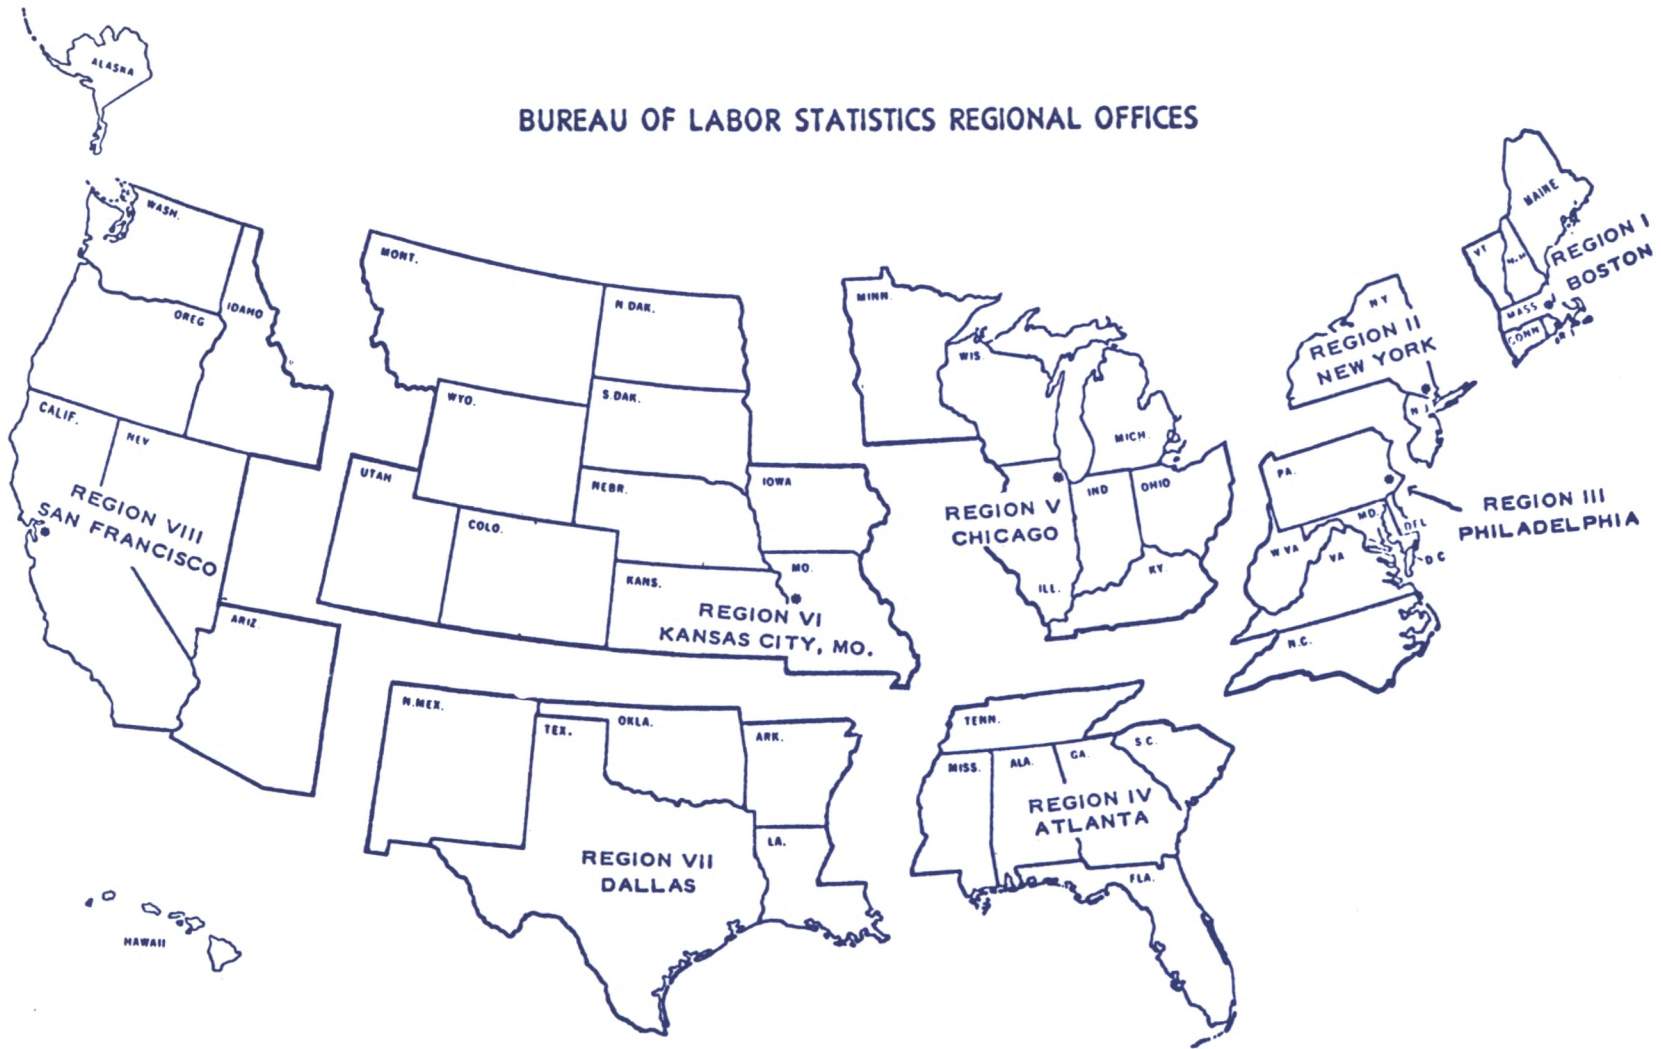 ALASKA
BUREAU OF LABOR STATISTICS REGIONAL OFFICES
WASH.
OREG
IDAHO
CALIF.
NEV
REGION VIII
SAN FRANCISCO
ARIZ.
HAWAII
MONT.
N DAK.
WYO.
S.DAK.
UTAH
NEBR.
IOWA
COLO.
KANS.
MO.
REGION VI
KANSAS CITY, MO.
N.MEX.
TEX.
OKLA.
ARK.
LA.
REGION VII
DALLAS
MINN.
WIS.
MICH.
IND
OHIO
REGION V
CHICAGO
ILL.
KY.
TENN.
MISS.
ALA.
GA.
S.C.
REGION IV
ATLANTA
FLA.
MAINE
VT
N.H
MASS
CONN
R I
REGION I
BOSTON
N Y
REGION II
NEW YORK
N J
PA.
MD.
DEL
D C
W VA
VA
N.C.
REGION III
PHILADELPHIA